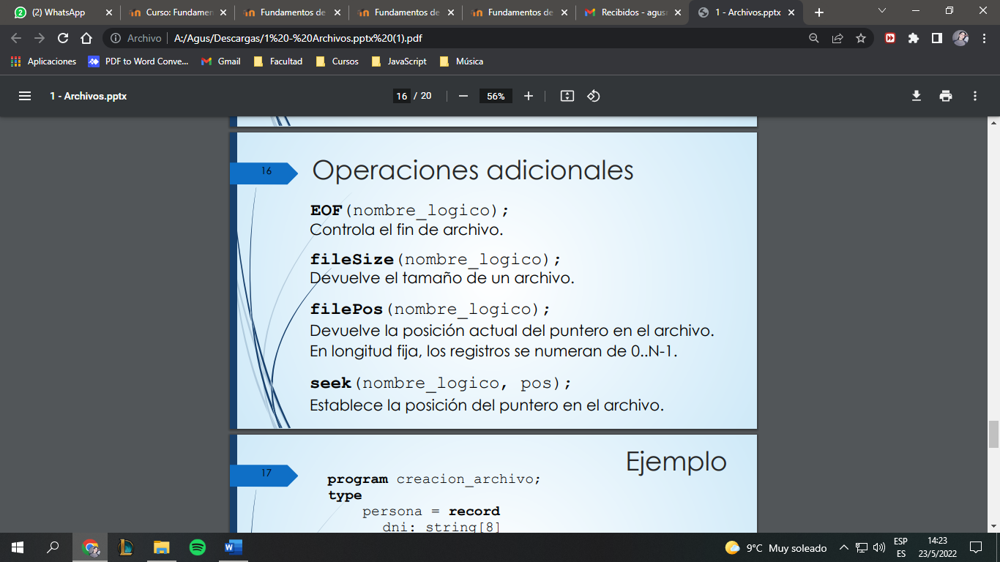 2
(2) WhatsApp
Curso: Fundamen
Fundamentos de
Fundamentos de
Fundamentos de
Recibidos - agus
1 - Archivos.pptx
Archivo
A:/Agus/Descargas/1%20-%20Archivos.pptx%20(1).pdf
Aplicaciones
PDF to Word Conve...
Gmail
Facultad
Cursos
JavaScript
Música
1 - Archivos.pptx
16 / 20
56%
16
Operaciones adicionales
EOF(nombre_logico);
Controla el fin de archivo.
fileSize(nombre_logico);
Devuelve el tamaño de un archivo.
filePos(nombre_logico);
Devuelve la posición actual del puntero en el archivo.
En longitud fija, los registros se numeran de 0..N-1.
seek(nombre_logico, pos);
Establece la posición del puntero en el archivo.
17
Ejemplo
program creacion_archivo;
type
persona = record
dni: string[8]
9°C Muy soleado
ESP
ES
14:23
23/5/2022